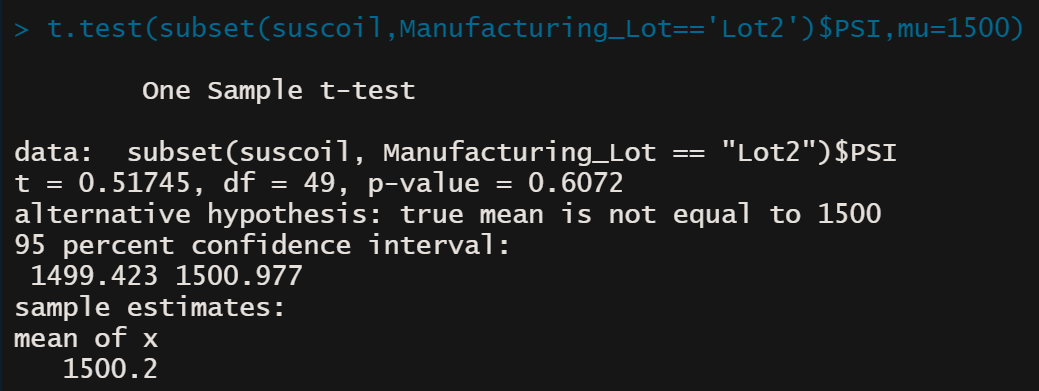 > t.test(subset(suscoil,Manufacturing_Lot=='Lot2')$PSI,mu=1500)
One Sample t-test
data:  subset(suscoil, Manufacturing_Lot == "Lot2")$PSI
t = 0.51745, df = 49, p-value = 0.6072
alternative hypothesis: true mean is not equal to 1500
95 percent confidence interval:
1499.423 1500.977
sample estimates:
mean of x
1500.2